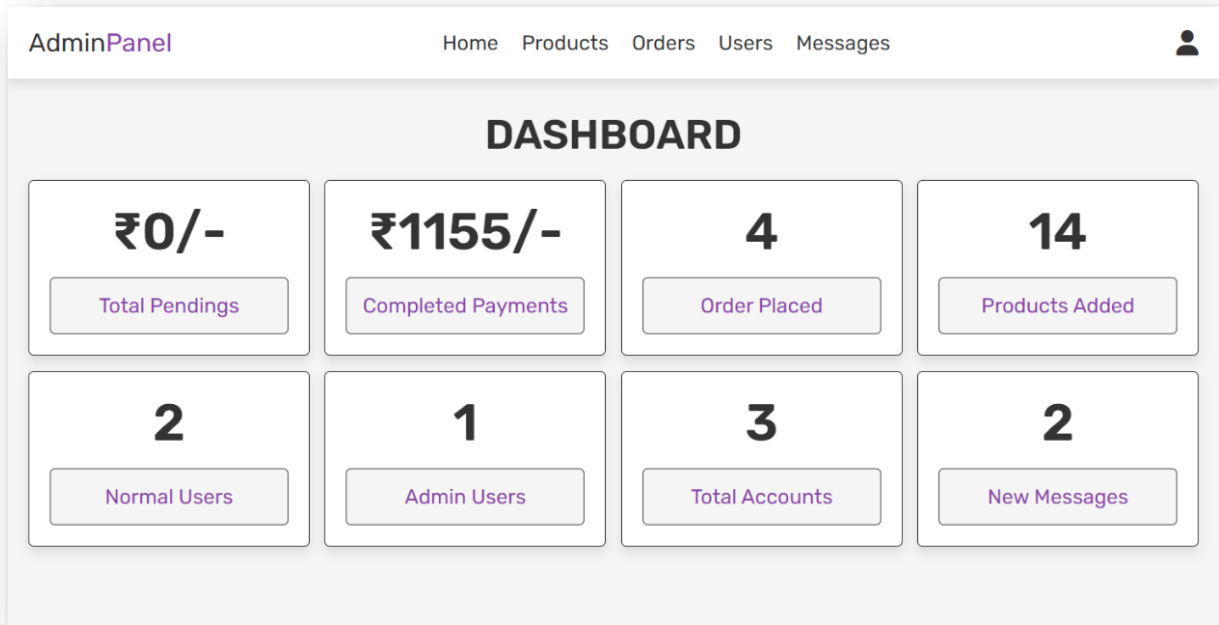 AdminPanel Home Products Orders Users Messages
DASHBOARD
₹0/- ₹1155/- 4 14
Total Pendings Completed Payments Order Placed Products Added
2 1 3 2
Normal Users Admin Users Total Accounts New Messages